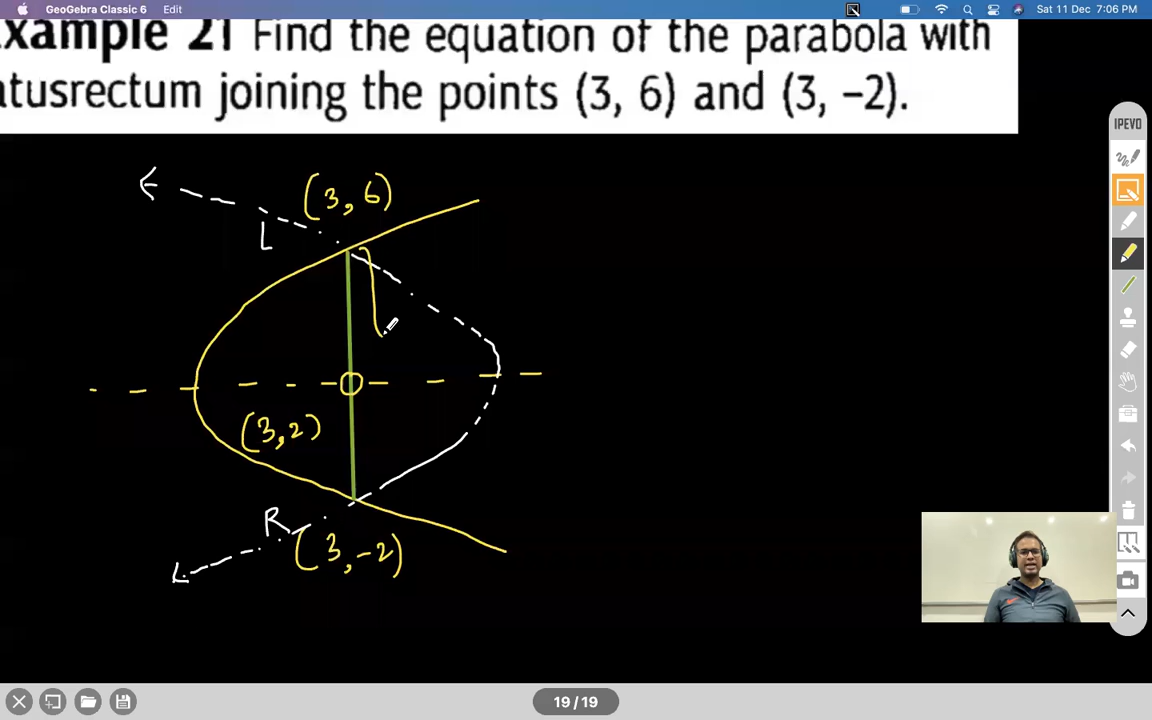 GeoGebra Classic 6 Edit Sat 11 Dec 7:06 PM
xample 21 Find the equation of the parabola with
atusrectum joining the points (3, 6) and (3, −2).
IPEVO
(3, 6)
L
(3, 2)
R
(3, -2)
19 / 19